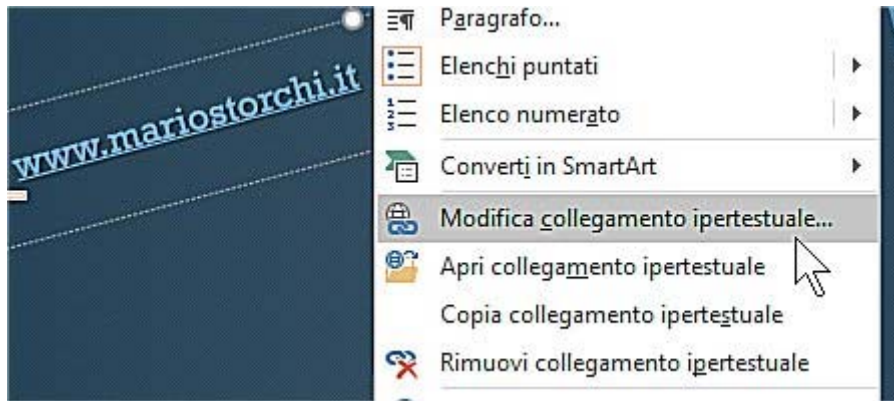 www.mariostorchi.it
Paragrafo...
Elenchi puntati
Elenco numerato
Converti in SmartArt
Modifica collegamento ipertestuale...
Apri collegamento ipertestuale
Copia collegamento ipertestuale
Rimuovi collegamento ipertestuale